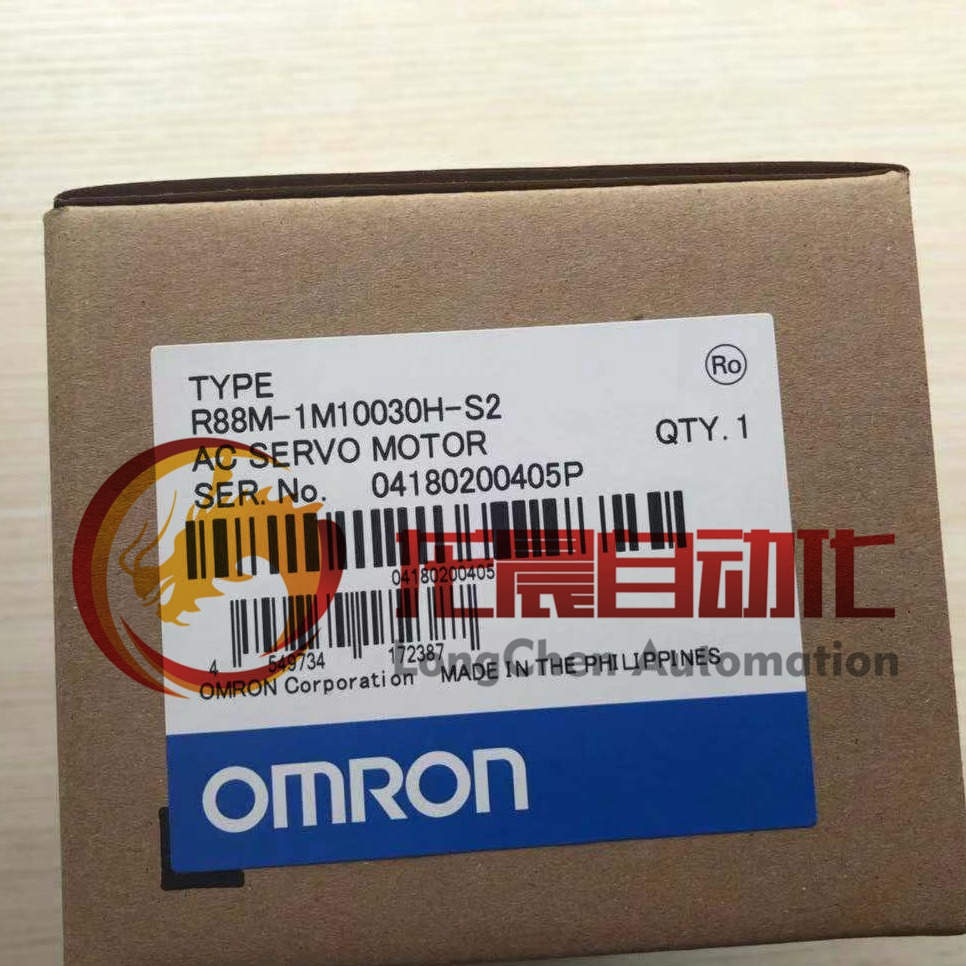 TYPE
R88M-1M10030H-S2
AC SERVO MOTOR
QTY. 1
SER. No. 04180200405P
04180200405
4 549734 172387
OMRON Corporation MADE IN THE PHILIPPINES
OMRON
Ro
龙晨自动化
LongChen Automation